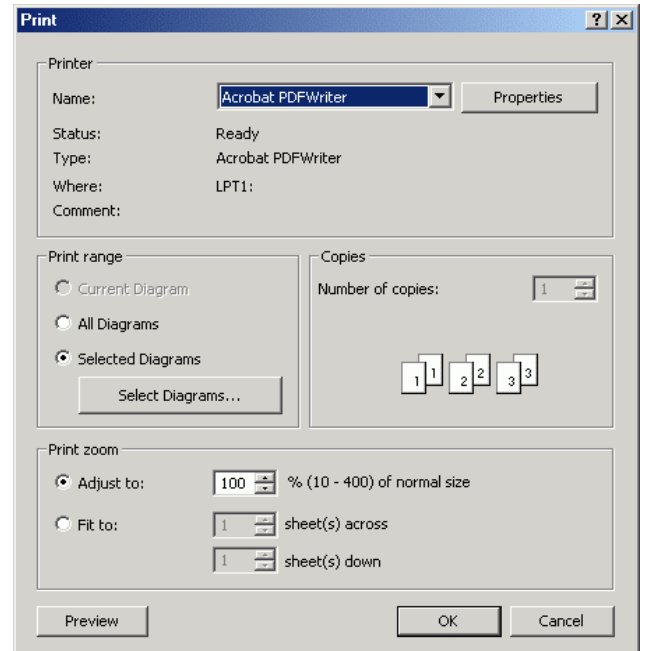 Print
Printer
Name: Acrobat PDFWriter Properties
Status: Ready
Type: Acrobat PDFWriter
Where: LPT1:
Comment:
Print range
Current Diagram
All Diagrams
Selected Diagrams
Select Diagrams...
Copies
Number of copies: 1
1 1 2 2 3 3
Print zoom
Adjust to: 100 % (10 - 400) of normal size
Fit to: 1 sheet(s) across
1 sheet(s) down
Preview OK Cancel